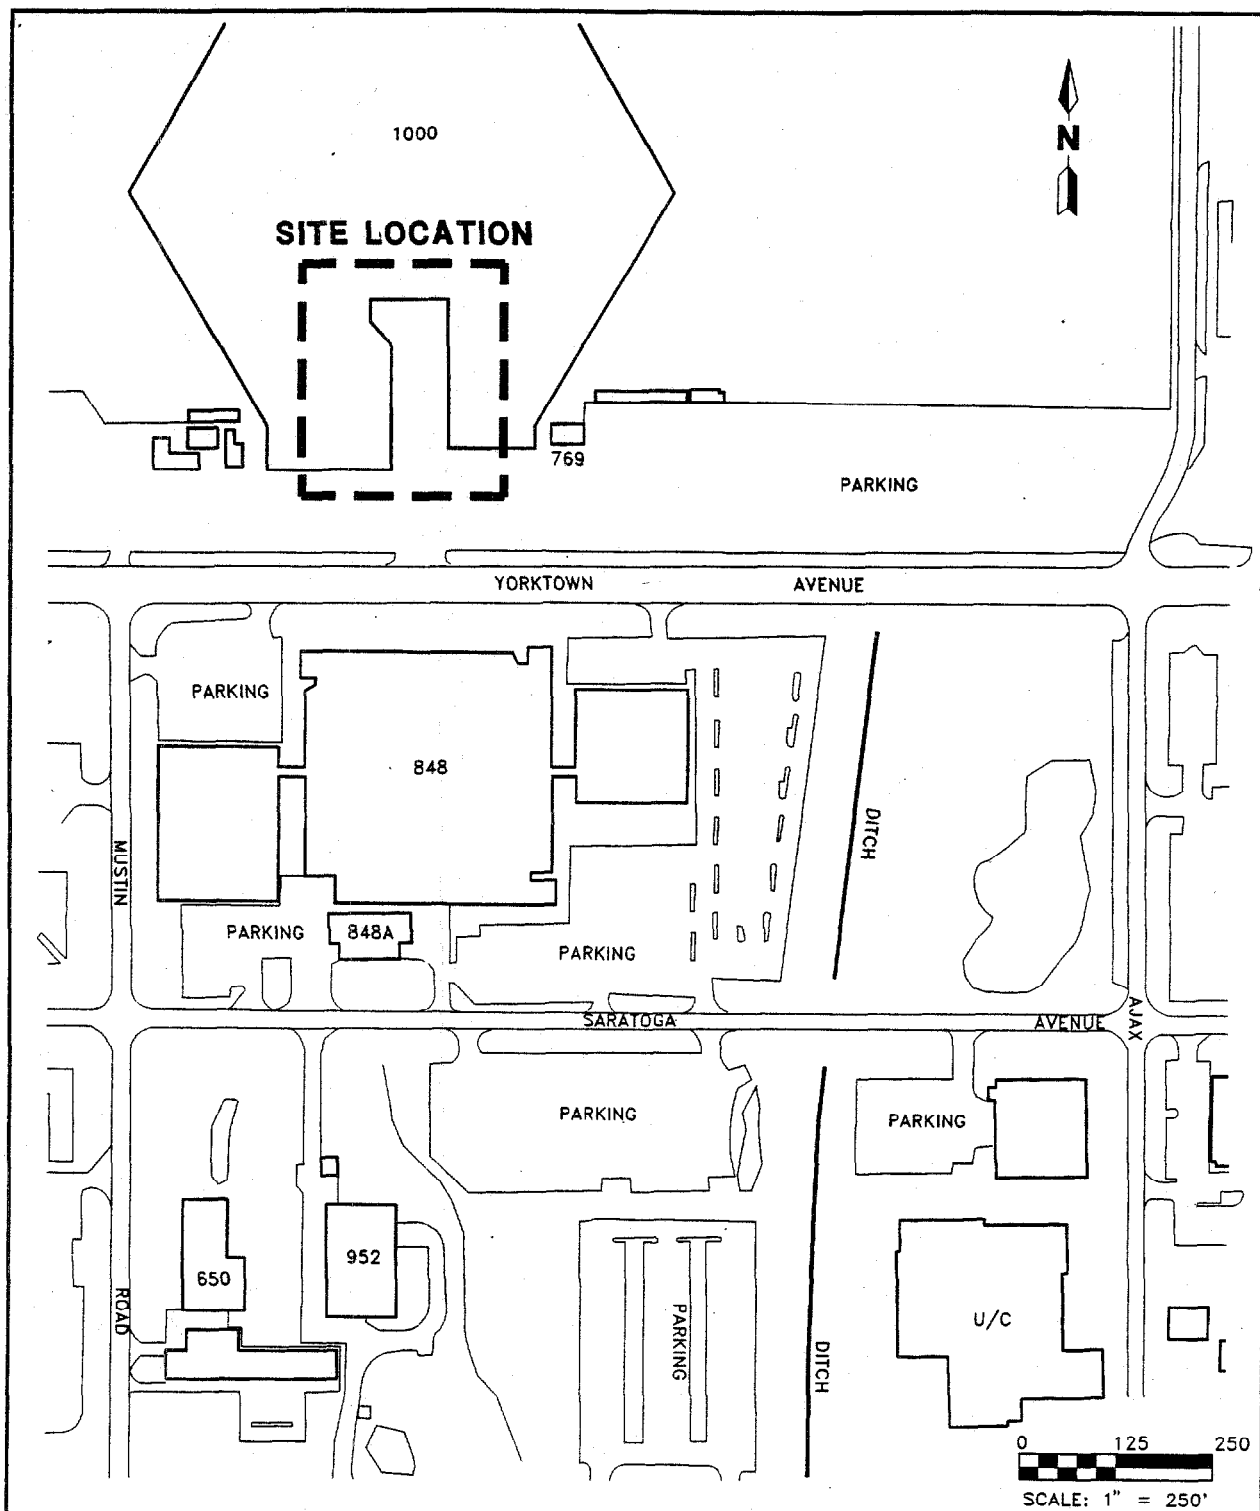 1000
N
SITE LOCATION
769
PARKING
YORKTOWN AVENUE
PARKING
848
DITCH
MUSTIN
PARKING
848A
PARKING
SARATOGA AVENUE
AJAX
PARKING
PARKING
650
952
ROAD
PARKING
DITCH
U/C
0 125 250
SCALE: 1" = 250'